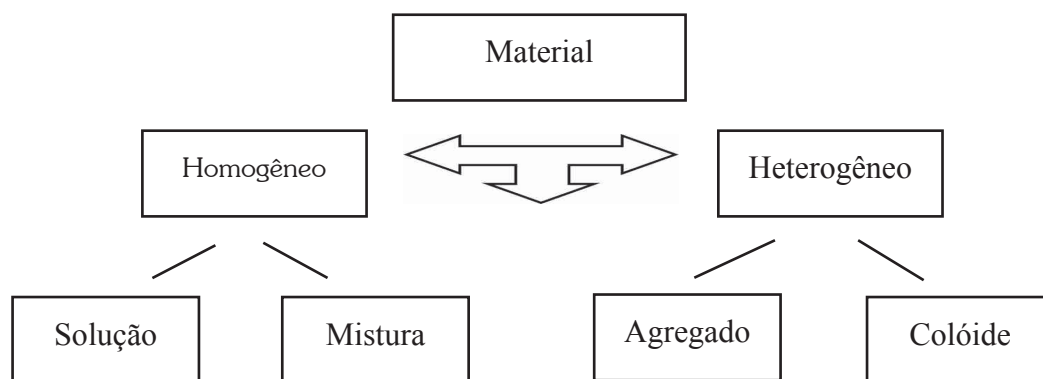 Material
Homogêneo
Heterogêneo
Solução
Mistura
Agregado
Colóide